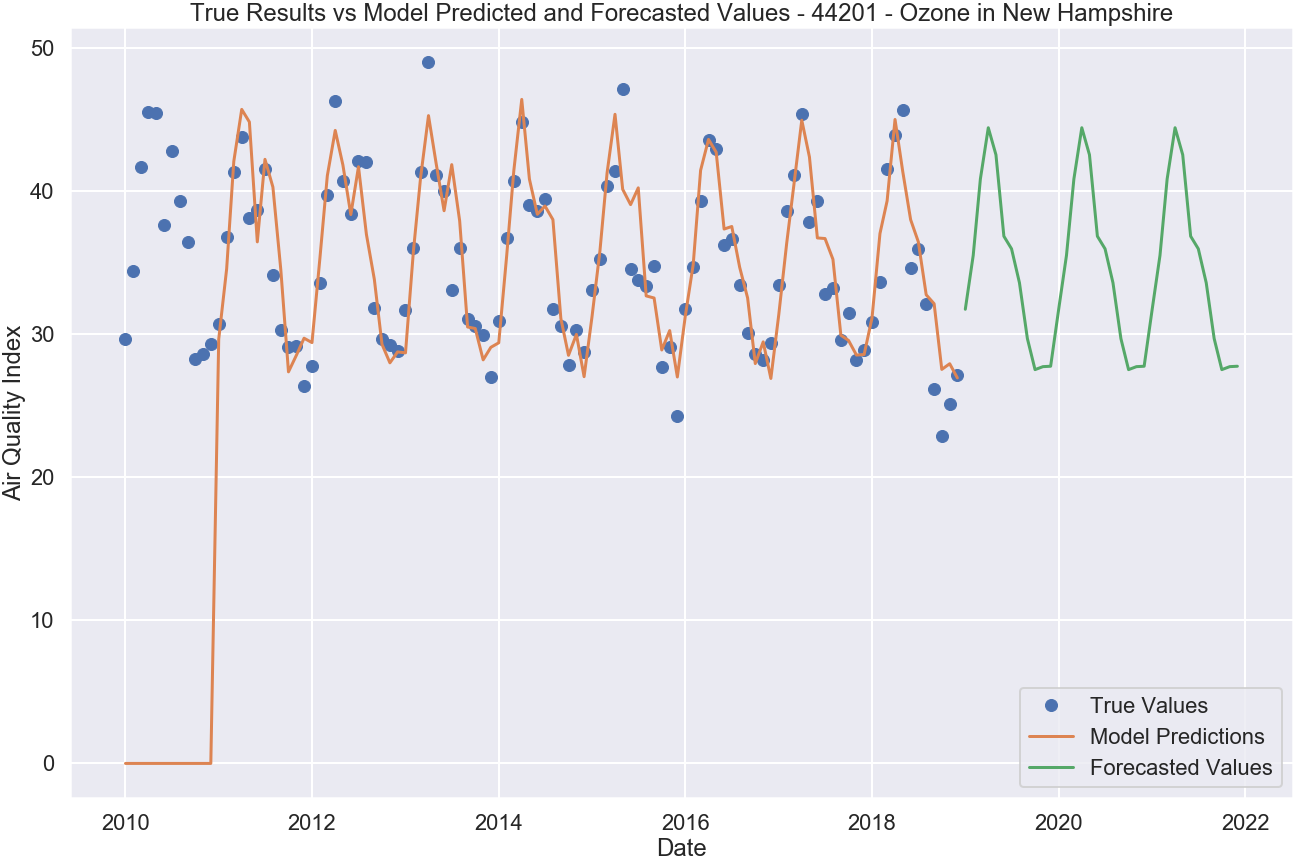 True Results vs Model Predicted and Forecasted Values - 44201 - Ozone in New Hampshire
50
40
30
20
10
0
Air Quality Index
2010 2012 2014 2016 2018 2020 2022
Date
True Values
Model Predictions
Forecasted Values